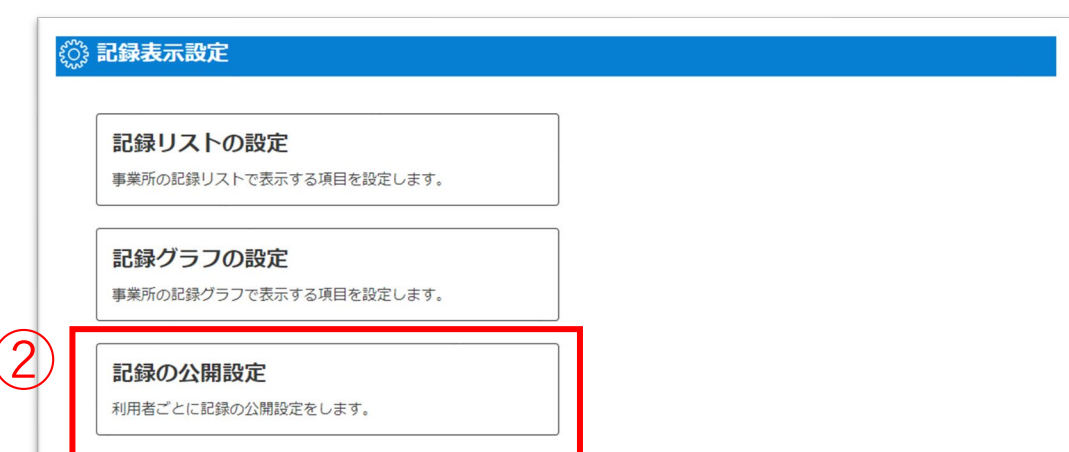 記録表示設定
記録リストの設定
事業所の記録リストで表示する項目を設定します。
記録グラフの設定
事業所の記録グラフで表示する項目を設定します。
②
記録の公開設定
利用者ごとに記録の公開設定をします。